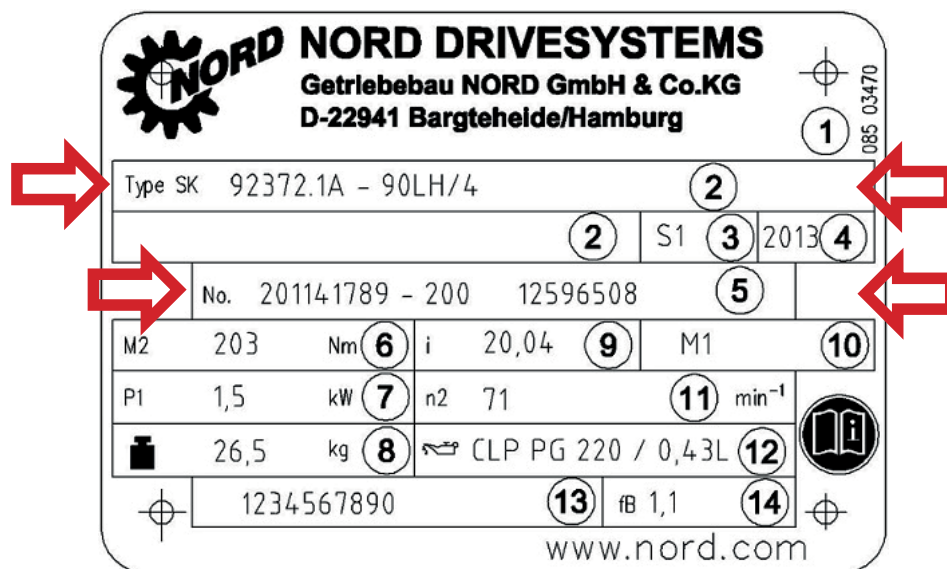 NORD NORD DRIVESYSTEMS
Getriebebau NORD GmbH & Co.KG
D-22941 Bargteheide/Hamburg
1
085 03470
Type SK 92372.1A - 90LH/4 2
2 S1 3 2013 4
No. 201141789 - 200 12596508 5
M2 203 Nm 6 i 20,04 9 M1 10
P1 1,5 kW 7 n2 71 11 min⁻¹
26,5 kg 8 CLP PG 220 / 0,43L 12
i
1234567890 13 fB 1,1 14
www.nord.com